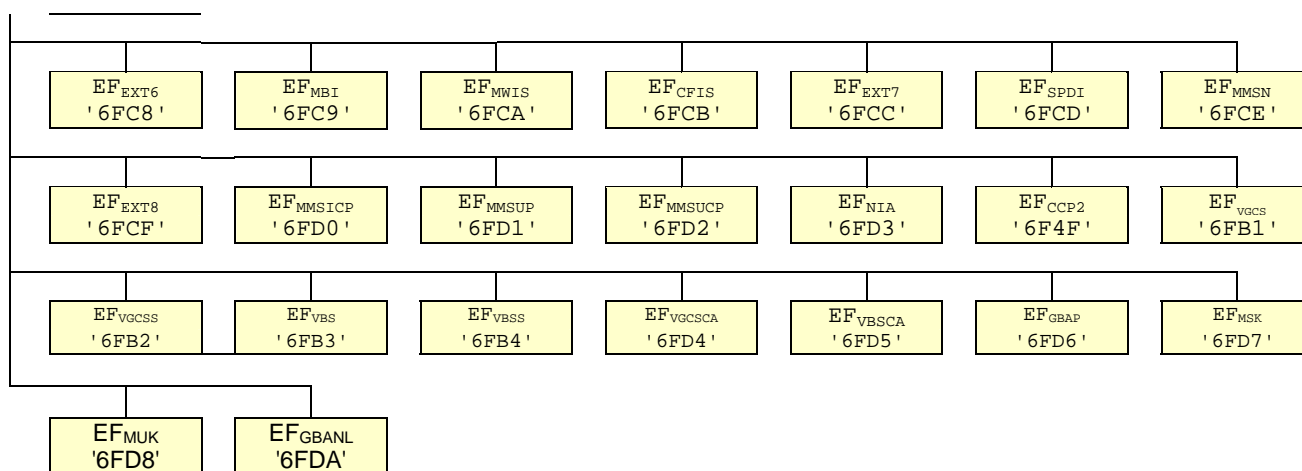 EFEXT6 EFMBI EFMWIS EFCFIS EFEXT7 EFSPDI EFMMSN
'6FC8' '6FC9' '6FCA' '6FCB' '6FCC' '6FCD' '6FCE'
EFEXT8 EFMMSICP EFMMSUP EFMMSUCP EFNIA EFCCP2 EFVGCS
'6FCF' '6FD0' '6FD1' '6FD2' '6FD3' '6F4F' '6FB1'
EFVGCSS EFVBS EFVBSS EFVGCSCA EFVBSCA EFGBAP EFMSK
'6FB2' '6FB3' '6FB4' '6FD4' '6FD5' '6FD6' '6FD7'
EFMUK EFGBANL
'6FD8' '6FDA'